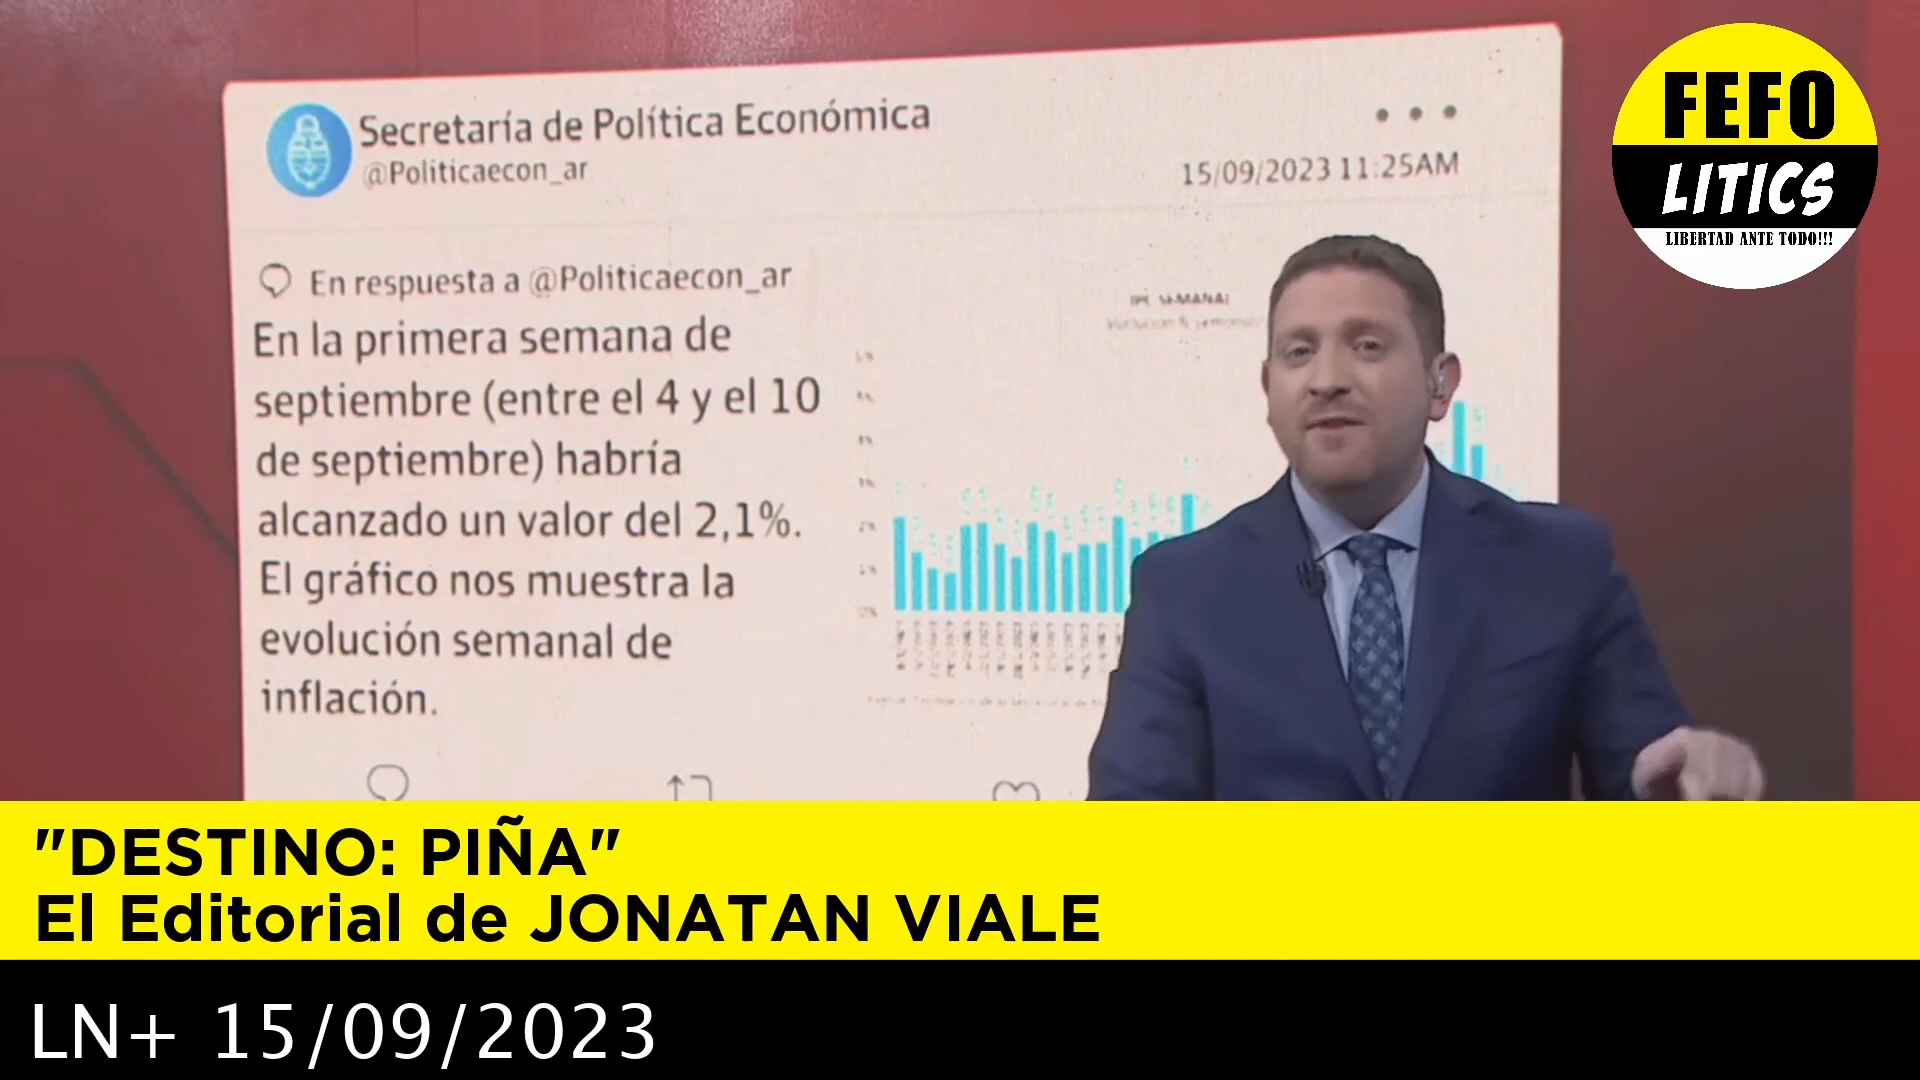 Secretaría de Política Económica
@Politicaecon_ar
15/09/2023 11:25AM
En respuesta a @Politicaecon_ar
En la primera semana de
septiembre (entre el 4 y el 10
de septiembre) habría
alcanzado un valor del 2,1%.
El gráfico nos muestra la
evolución semanal de
inflación.
FEFO
LITICS
LIBERTAD ANTE TODO!!!
"DESTINO: PIÑA"
El Editorial de JONATAN VIALE
LN+ 15/09/2023